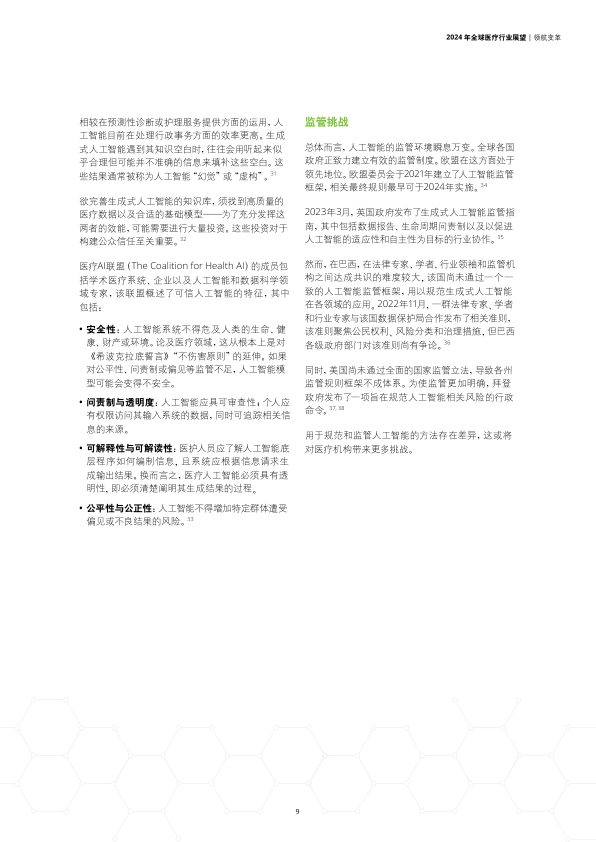 2024 年全球医疗行业展望 | 领航变革
相较在预测性诊断或护理服务提供方面的运用，人
工智能目前在处理行政事务方面的效率更高。生成
式人工智能遇到其知识空白时，往往会用听起来似
乎合理但可能并不准确的信息来填补这些空白。这
些结果通常被称为人工智能“幻觉”或“虚构”。31
欲完善生成式人工智能的知识库，须找到高质量的
医疗数据以及合适的基础模型——为了充分发挥这
两者的效能，可能需要进行大量投资。这些投资对于
构建公众信任至关重要。32
医疗AI联盟 (The Coalition for Health AI) 的成员包
括学术医疗系统、企业以及人工智能和数据科学领
域专家，该联盟概述了可信人工智能的特征，其中
包括：
• 安全性：人工智能系统不得危及人类的生命、健
康、财产或环境。论及医疗领域，这从根本上是对
《希波克拉底誓言》“不伤害原则”的延伸。如果
对公平性、问责制或偏见等监管不足，人工智能模
型可能会变得不安全。
• 问责制与透明度：人工智能应具可审查性；个人应
有权限访问其输入系统的数据，同时可追踪相关信
息的来源。
• 可解释性与可解读性：医护人员应了解人工智能底
层程序如何编制信息，且系统应根据信息请求生
成输出结果。换而言之，医疗人工智能必须具有透
明性，即必须清楚阐明其生成结果的过程。
• 公平性与公正性：人工智能不得增加特定群体遭受
偏见或不良结果的风险。33
监管挑战
总体而言，人工智能的监管环境瞬息万变。全球各国
政府正致力建立有效的监管制度。欧盟在这方面处于
领先地位。欧盟委员会于2021年建立了人工智能监管
框架，相关最终规则最早可于2024年实施。34
2023年3月，英国政府发布了生成式人工智能监管指
南，其中包括数据报告、生命周期问责制以及以促进
人工智能的适应性和自主性为目标的行业协作。35
然而，在巴西，在法律专家、学者、行业领袖和监管机
构之间达成共识的难度较大，该国尚未通过一个一
致的人工智能监管框架，用以规范生成式人工智能
在各领域的应用。2022年11月，一群法律专家、学者
和行业专家与该国数据保护局合作发布了相关准则，
该准则聚焦公民权利、风险分类和治理措施，但巴西
各级政府部门对该准则尚有争论。36
同时，美国尚未通过全面的国家监管立法，导致各州
监管规则框架不成体系。为使监管更加明确，拜登
政府发布了一项旨在规范人工智能相关风险的行政
命令。37,38
用于规范和监管人工智能的方法存在差异，这或将
对医疗机构带来更多挑战。
9